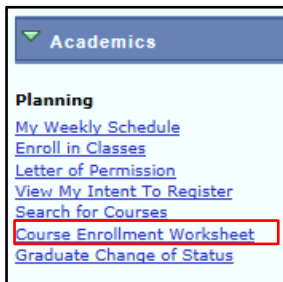 Academics
Planning
My Weekly Schedule
Enroll in Classes
Letter of Permission
View My Intent To Register
Search for Courses
Course Enrollment Worksheet
Graduate Change of Status